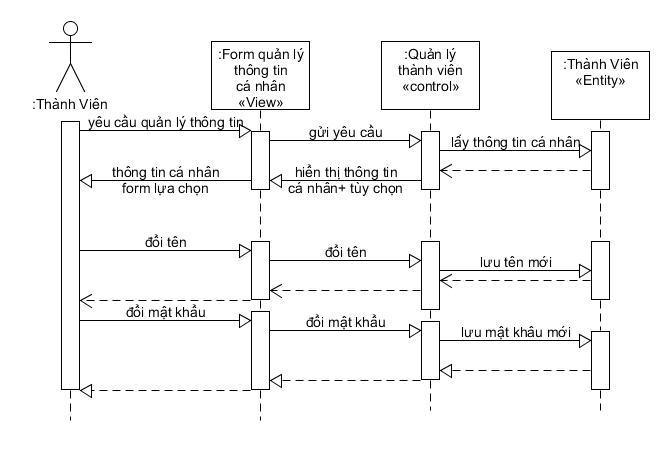 :Thành Viên
:Form quản lý
thông tin
cá nhân
«View»
:Quản lý
thành viên
«control»
:Thành Viên
«Entity»
yêu cầu quản lý thông tin
gửi yêu cầu
lấy thông tin cá nhân
thông tin cá nhân
form lựa chọn
hiển thị thông tin
cá nhân+ tùy chọn
đổi tên
đổi tên
lưu tên mới
đổi mật khẩu
đổi mật khẩu
lưu mật khâu mới